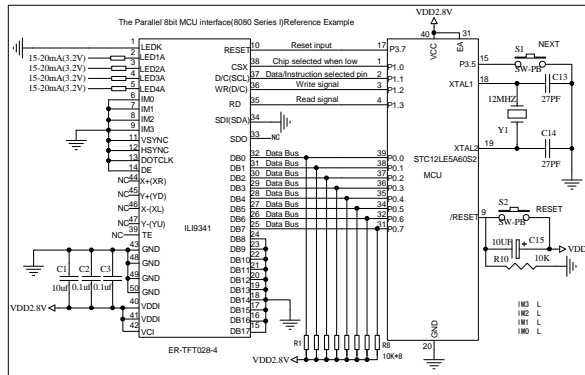 The Parallel 8bit MCU interface(8080 Series I)Reference Example
VDD2.8V
15-20mA(3.2V)
15-20mA(3.2V)
15-20mA(3.2V)
15-20mA(3.2V)
1 LEDK
2 LED1A
3 LED2A
4 LED3A
5 LED4A
6 IM0
7 IM1
8 IM2
9 IM3
11 VSYNC
12 HSYNC
13 DOTCLK
14 DE
NC 44 X+(XR)
NC 45 Y+(YD)
NC 46 X-(XL)
NC 47 Y-(YU)
NC 39 TE
43 GND
48 GND
49 GND
50 GND
40 VDDI
41 VDDI
42 VCI
C1 C2 C3
10uf 0.1uf 0.1uf
VDD2.8V
ILI9341
ER-TFT028-4
RESET 10 Reset input 17 P3.7
CSX 38 Chip selected when low 1 P1.0
D/C(SCL) 37 Data/Instruction selected pin 2 P1.1
WR(D/C) 36 Write signal 3 P1.2
RD 35 Read signal 4 P1.3
SDI(SDA) 34
SDO 33 NC
DB0 32 Data Bus 39 P0.0
DB1 31 Data Bus 38 P0.1
DB2 30 Data Bus 37 P0.2
DB3 29 Data Bus 36 P0.3
DB4 28 Data Bus 35 P0.4
DB5 27 Data Bus 34 P0.5
DB6 26 Data Bus 32 P0.6
DB7 25 Data Bus 31 P0.7
DB8 24
DB9 23
DB10 22
DB11 21
DB12 20
DB13 19
DB14 18
DB15 17
DB16 16
DB17 15
R1 R8
10K*8
VDD2.8V
40 VCC
31 EA
STC12LE5A60S2
MCU
GND
20
P3.5 15
S1 NEXT
SW-PB
XTAL1 18
C13
27PF
12MHZ
Y1
XTAL2 19
C14
27PF
/RESET 9
S2 RESET
SW-PB
10UF C15
R10 10K
VDD
IM3 L
IM2 L
IM1 L
IM0 L